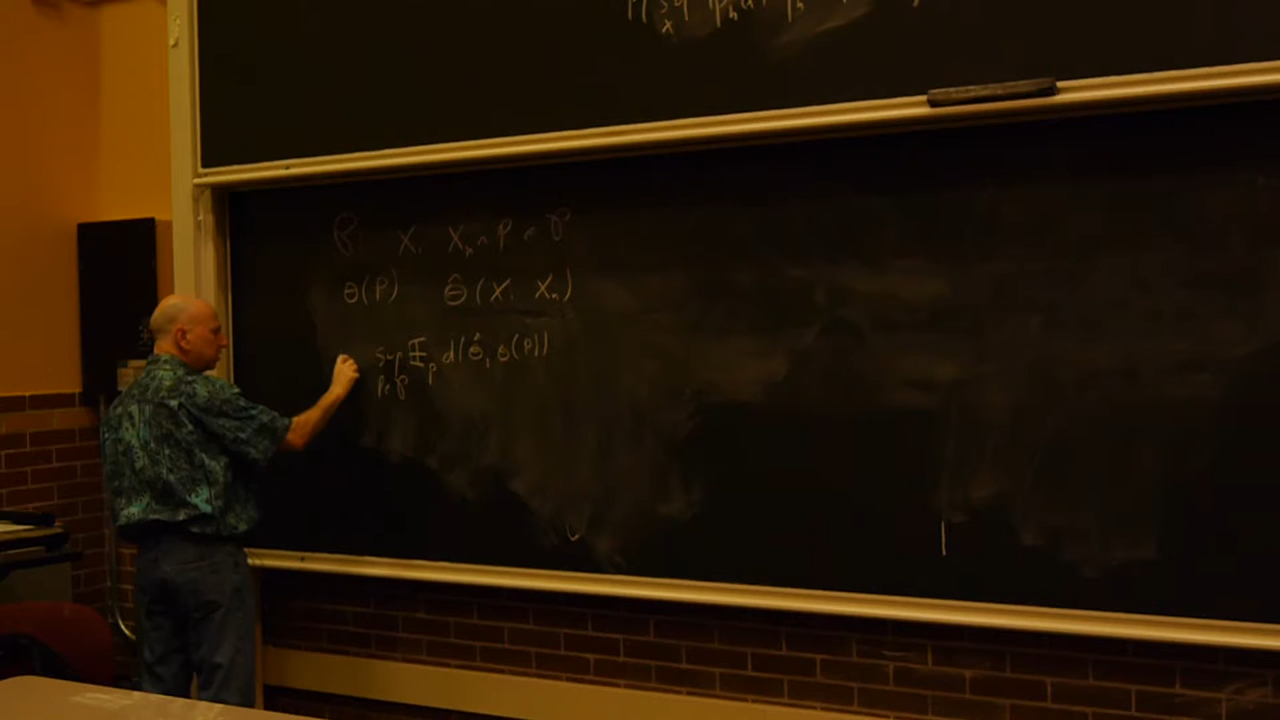 X₁ Xₙ ~ P ∈ 𝒫
θ(P) θ̂(X₁ Xₙ)
sup 𝔼ₚ d(θ̂, θ(P))
P∈𝒫